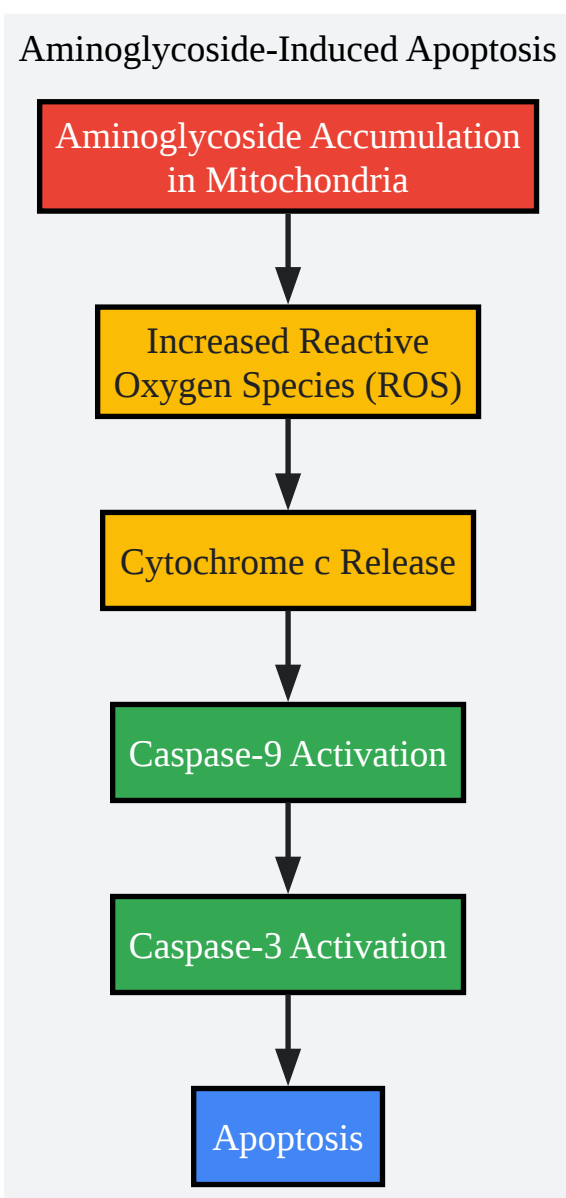 Aminoglycoside-Induced Apoptosis
Aminoglycoside Accumulation
in Mitochondria
Increased Reactive
Oxygen Species (ROS)
Cytochrome c Release
Caspase-9 Activation
Caspase-3 Activation
Apoptosis